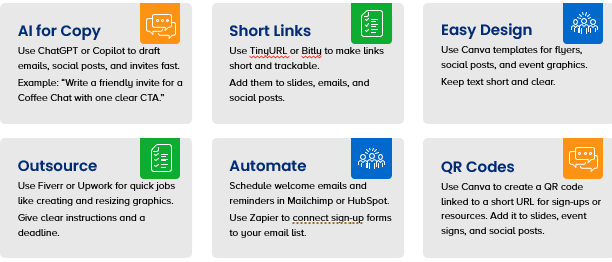 AI for Copy
Use ChatGPT or Copilot to draft
emails, social posts, and invites fast.
Example: “Write a friendly invite for a
Coffee Chat with one clear CTA.”
Short Links
Use TinyURL or Bitly to make links
short and trackable.
Add them to slides, emails, and
social posts.
Easy Design
Use Canva templates for flyers,
social posts, and event graphics.
Keep text short and clear.
Outsource
Use Fiverr or Upwork for quick jobs
like creating and resizing graphics.
Give clear instructions and a
deadline.
Automate
Schedule welcome emails and
reminders in Mailchimp or HubSpot.
Use Zapier to connect sign-up forms
to your email list.
QR Codes
Use Canva to create a QR code
linked to a short URL for sign-ups or
resources. Add it to slides, event
signs, and social posts.